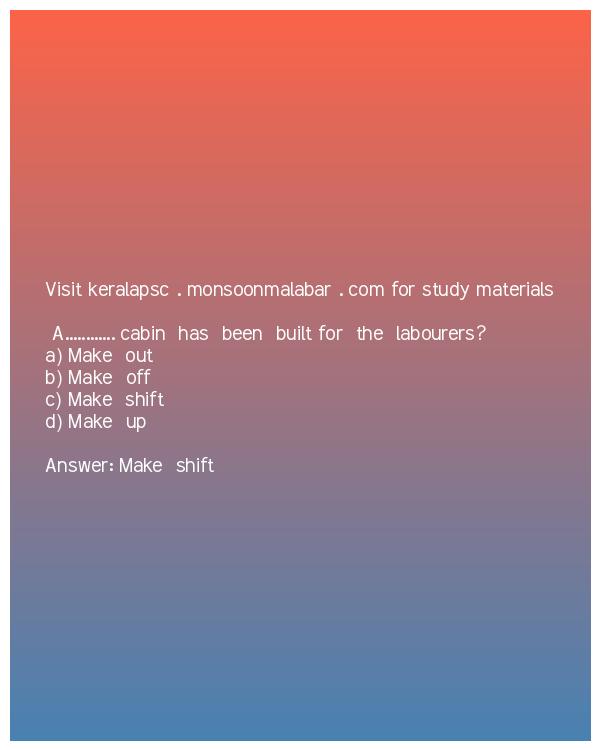 Visit keralapsc . monsoonmalabar . com for study materials
A............ cabin has been built for the labourers?
a) Make out
b) Make off
c) Make shift
d) Make up
Answer: Make shift